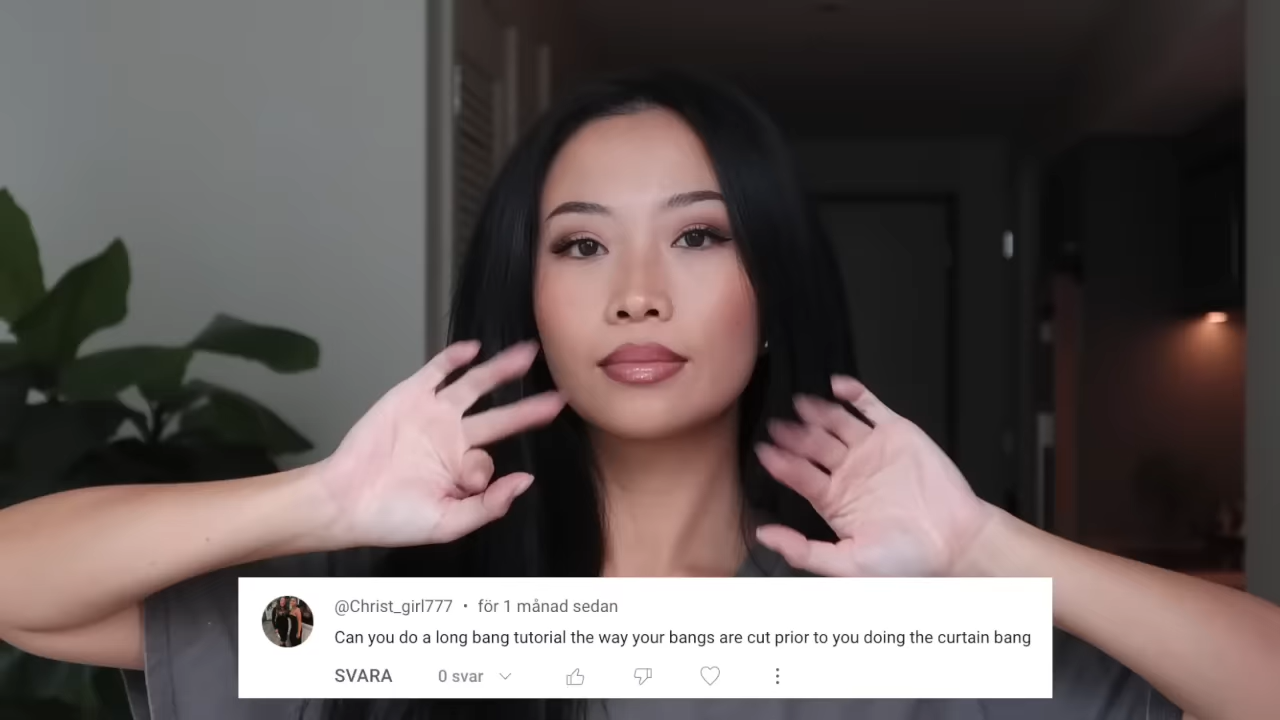 @Christ_girl777 • för 1 månad sedan
Can you do a long bang tutorial the way your bangs are cut prior to you doing the curtain bang
SVARA 0 svar